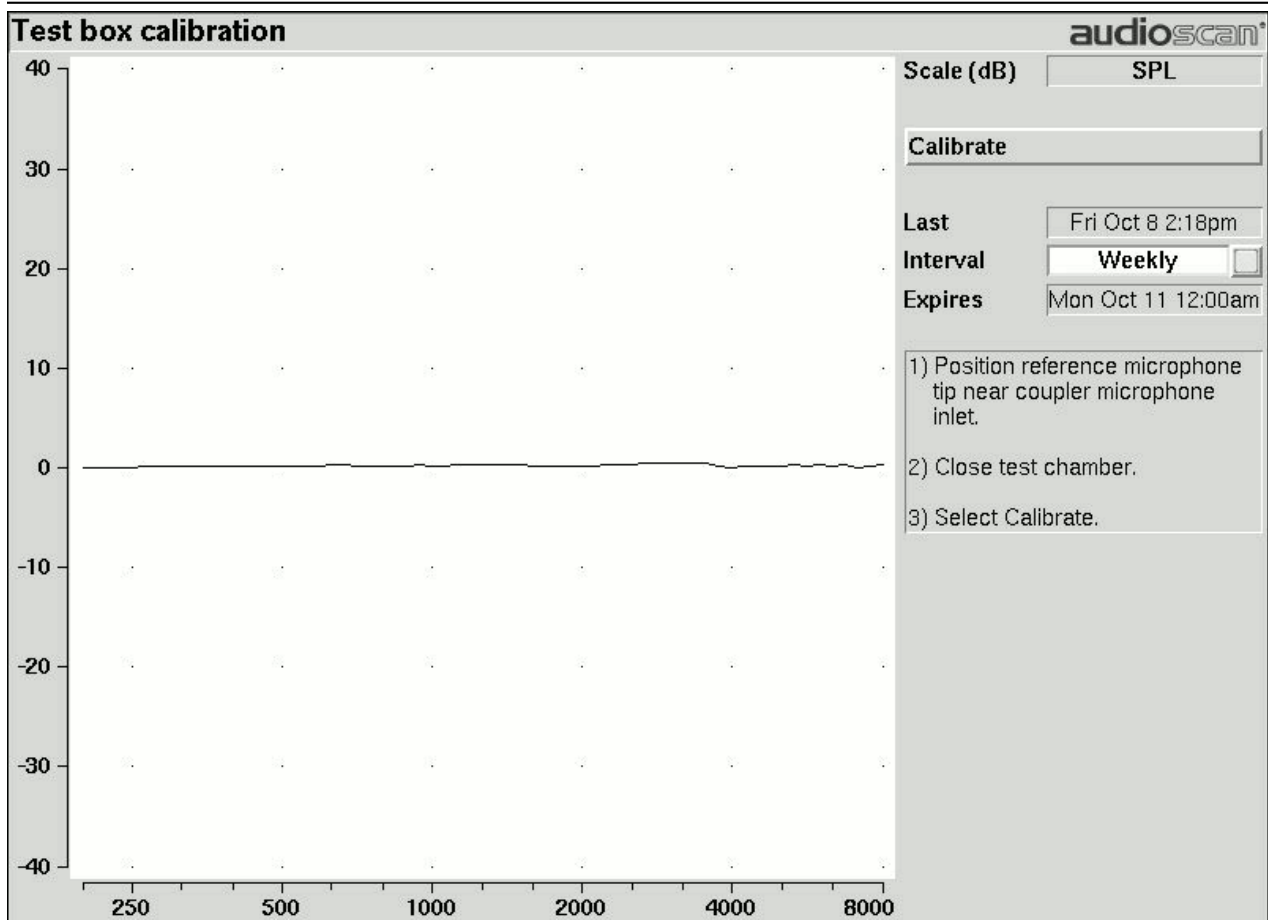 Test box calibration
audioscan
Scale (dB) SPL
Calibrate
Last Fri Oct 8 2:18pm
Interval Weekly
Expires Mon Oct 11 12:00am
1) Position reference microphone
tip near coupler microphone
inlet.
2) Close test chamber.
3) Select Calibrate.
40
30
20
10
0
-10
-20
-30
-40
250 500 1000 2000 4000 8000